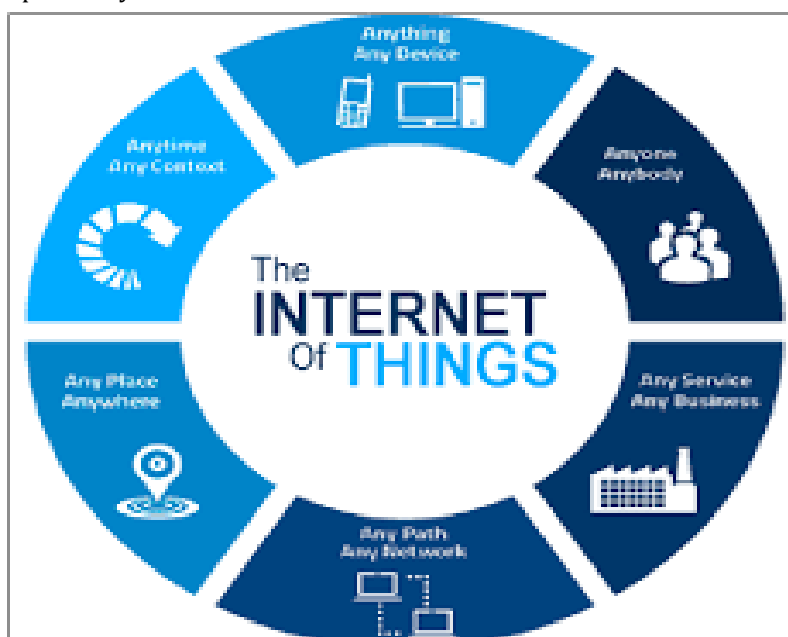 Anything
Any Device
Anyone
Anybody
Any Service
Any Business
Any Path
Any Network
Any Place
Anywhere
Anytime
Any Context
The
INTERNET
Of THINGS